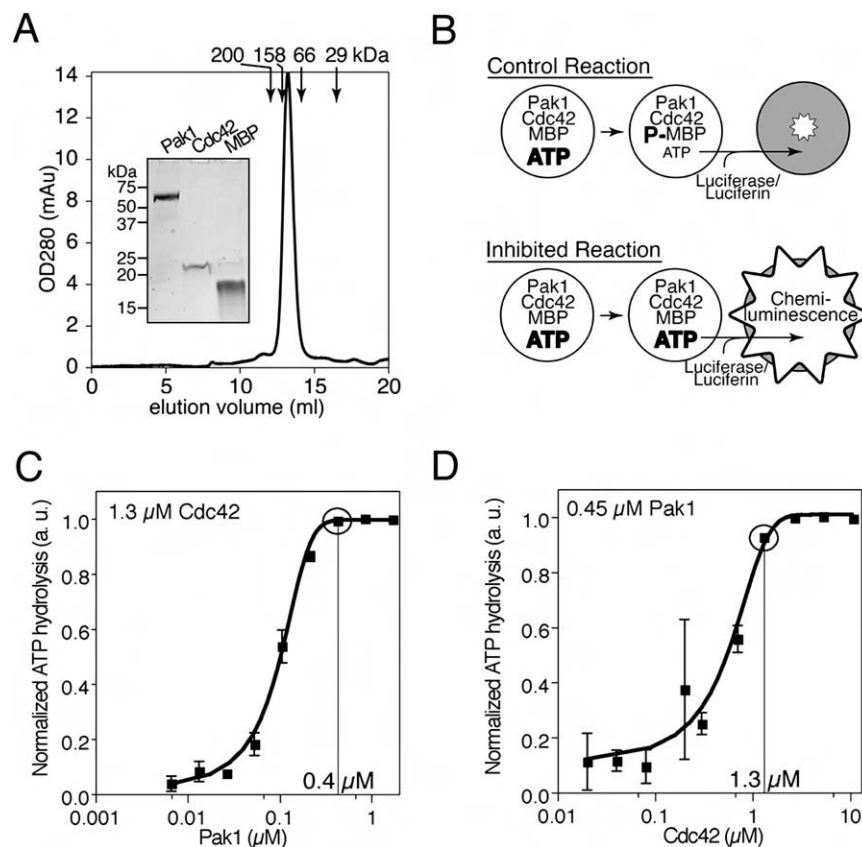 A
200 158 66 29 kDa
14
12
10
8
6
4
2
0
OD280 (mAu)
Pak1 Cdc42 MBP
kDa
75
50
37
25
20
15
0 5 10 15 20
elution volume (ml)
B
Control Reaction
Pak1
Cdc42
MBP
ATP
Pak1
Cdc42
P-MBP
ATP
Luciferase/
Luciferin
Inhibited Reaction
Pak1
Cdc42
MBP
ATP
Pak1
Cdc42
MBP
ATP
Chemi-
luminescence
Luciferase/
Luciferin
C
1.3 µM Cdc42
Normalized ATP hydrolysis (a. u.)
1.0
0.8
0.6
0.4
0.2
0.0
0.4 µM
0.001 0.01 0.1 1
Pak1 (µM)
D
0.45 µM Pak1
Normalized ATP hydrolysis (a. u.)
1.0
0.8
0.6
0.4
0.2
0.0
1.3 µM
0.01 0.1 1 10
Cdc42 (µM)